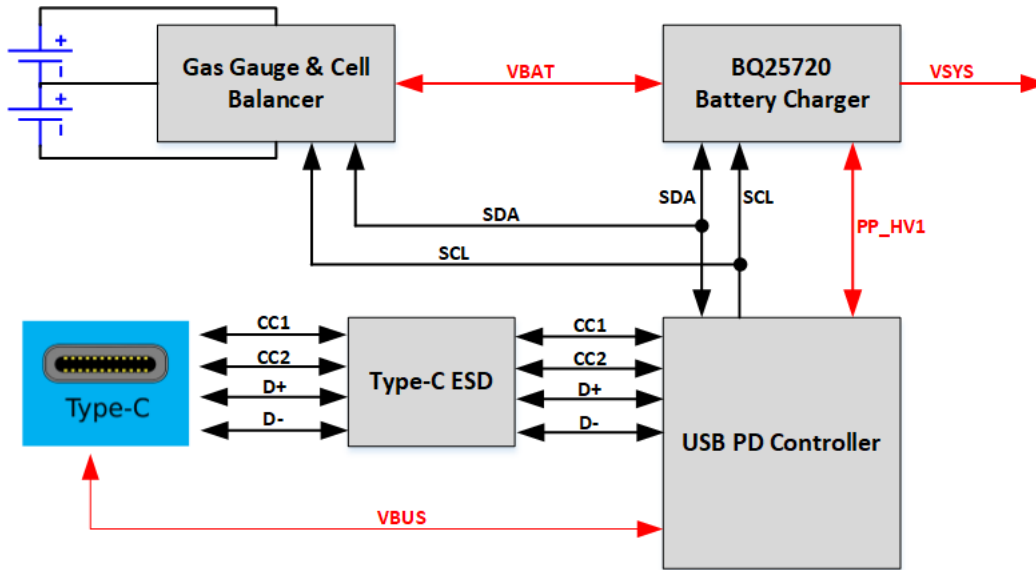 +
-
+
-
Gas Gauge & Cell
Balancer
VBAT
BQ25720
Battery Charger
VSYS
SDA
SCL
SDA
SCL
PP_HV1
Type-C
CC1
CC2
D+
D-
Type-C ESD
CC1
CC2
D+
D-
USB PD Controller
VBUS